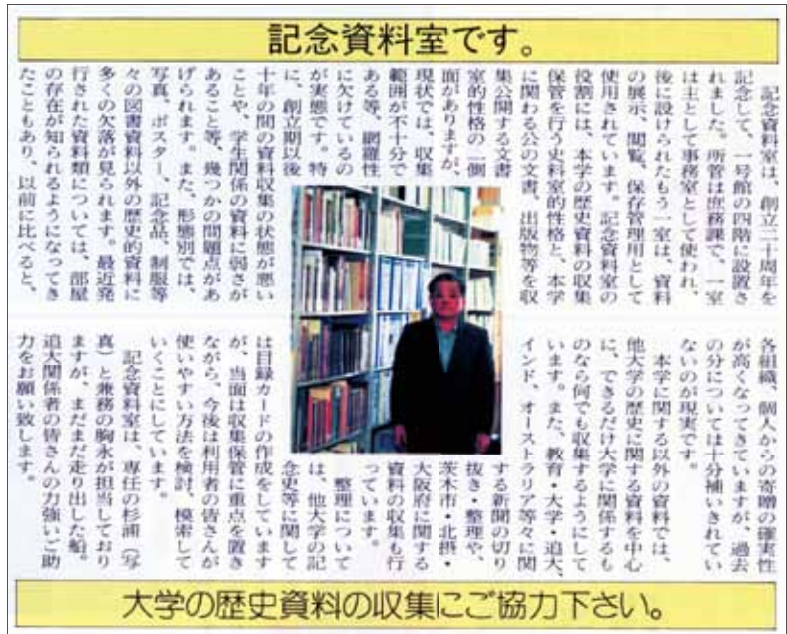 記念資料室です。
　記念資料室は、創立二十周年を
記念して、一号館の四階に設置さ
れました。所管は庶務課で、一室
は主として事務室として使われ、
後に設けられたもう一室は、資料
の展示、閲覧、保存管理用として
使用されています。記念資料室の
役割には、本学の歴史資料の収集
保管を行う史料室的性格と、本学
に関わる公の文書、出版物等を収
集公開する文書
室的性格の一側
面がありますが、
現状では、収集
範囲が不十分で
ある等、網羅性
に欠けているの
が実態です。特
に、創立期以後
十年の間の資料収集の状態が悪い
ことや、学生関係の資料に弱さが
あること等、幾つかの問題点があ
げられます。また、形態別では、
写真、ポスター、記念品、制服等
々の図書資料以外の歴史的資料に
多くの欠落が見られます。最近発
行された資料類については、部屋
の存在が知られるようになってき
たこともあり、以前に比べると、
各組織、個人からの寄贈の確実性
が高くなってきていますが、過去
の分については十分補いきれてい
ないのが現実です。
　本学に関する以外の資料では、
他大学の歴史に関する資料を中心
に、できるだけ大学に関係するも
のなら何でも収集するようにして
います。また、教育・大学・追大、
インド、オーストラリア等々に関
する新聞の切り
抜き・整理や、
茨木市・北摂・
大阪府に関する
資料の収集も行
っています。
　整理について
は、他大学の記
念史等に関して
は目録カードの作成をしています
が、当面は収集保管に重点を置き
ながら、今後は利用者の皆さんが
使いやすい方法を検討、模索して
いくことにしています。
　記念資料室は、専任の杉浦（写
真）と兼務の胸永が担当しており
ますが、まだまだ走り出した船。
追大関係者の皆さんの力強いご助
力をお願い致します。
大学の歴史資料の収集にご協力下さい。